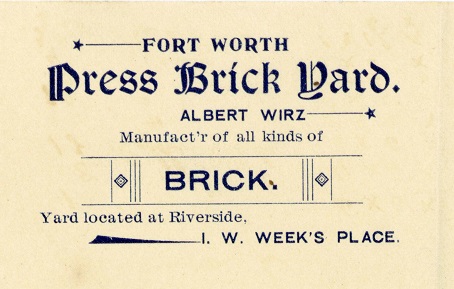 FORT WORTH
Press Brick Yard.
ALBERT WIRZ
Manufact'r of all kinds of
BRICK.
Yard located at Riverside,
I. W. WEEK'S PLACE.